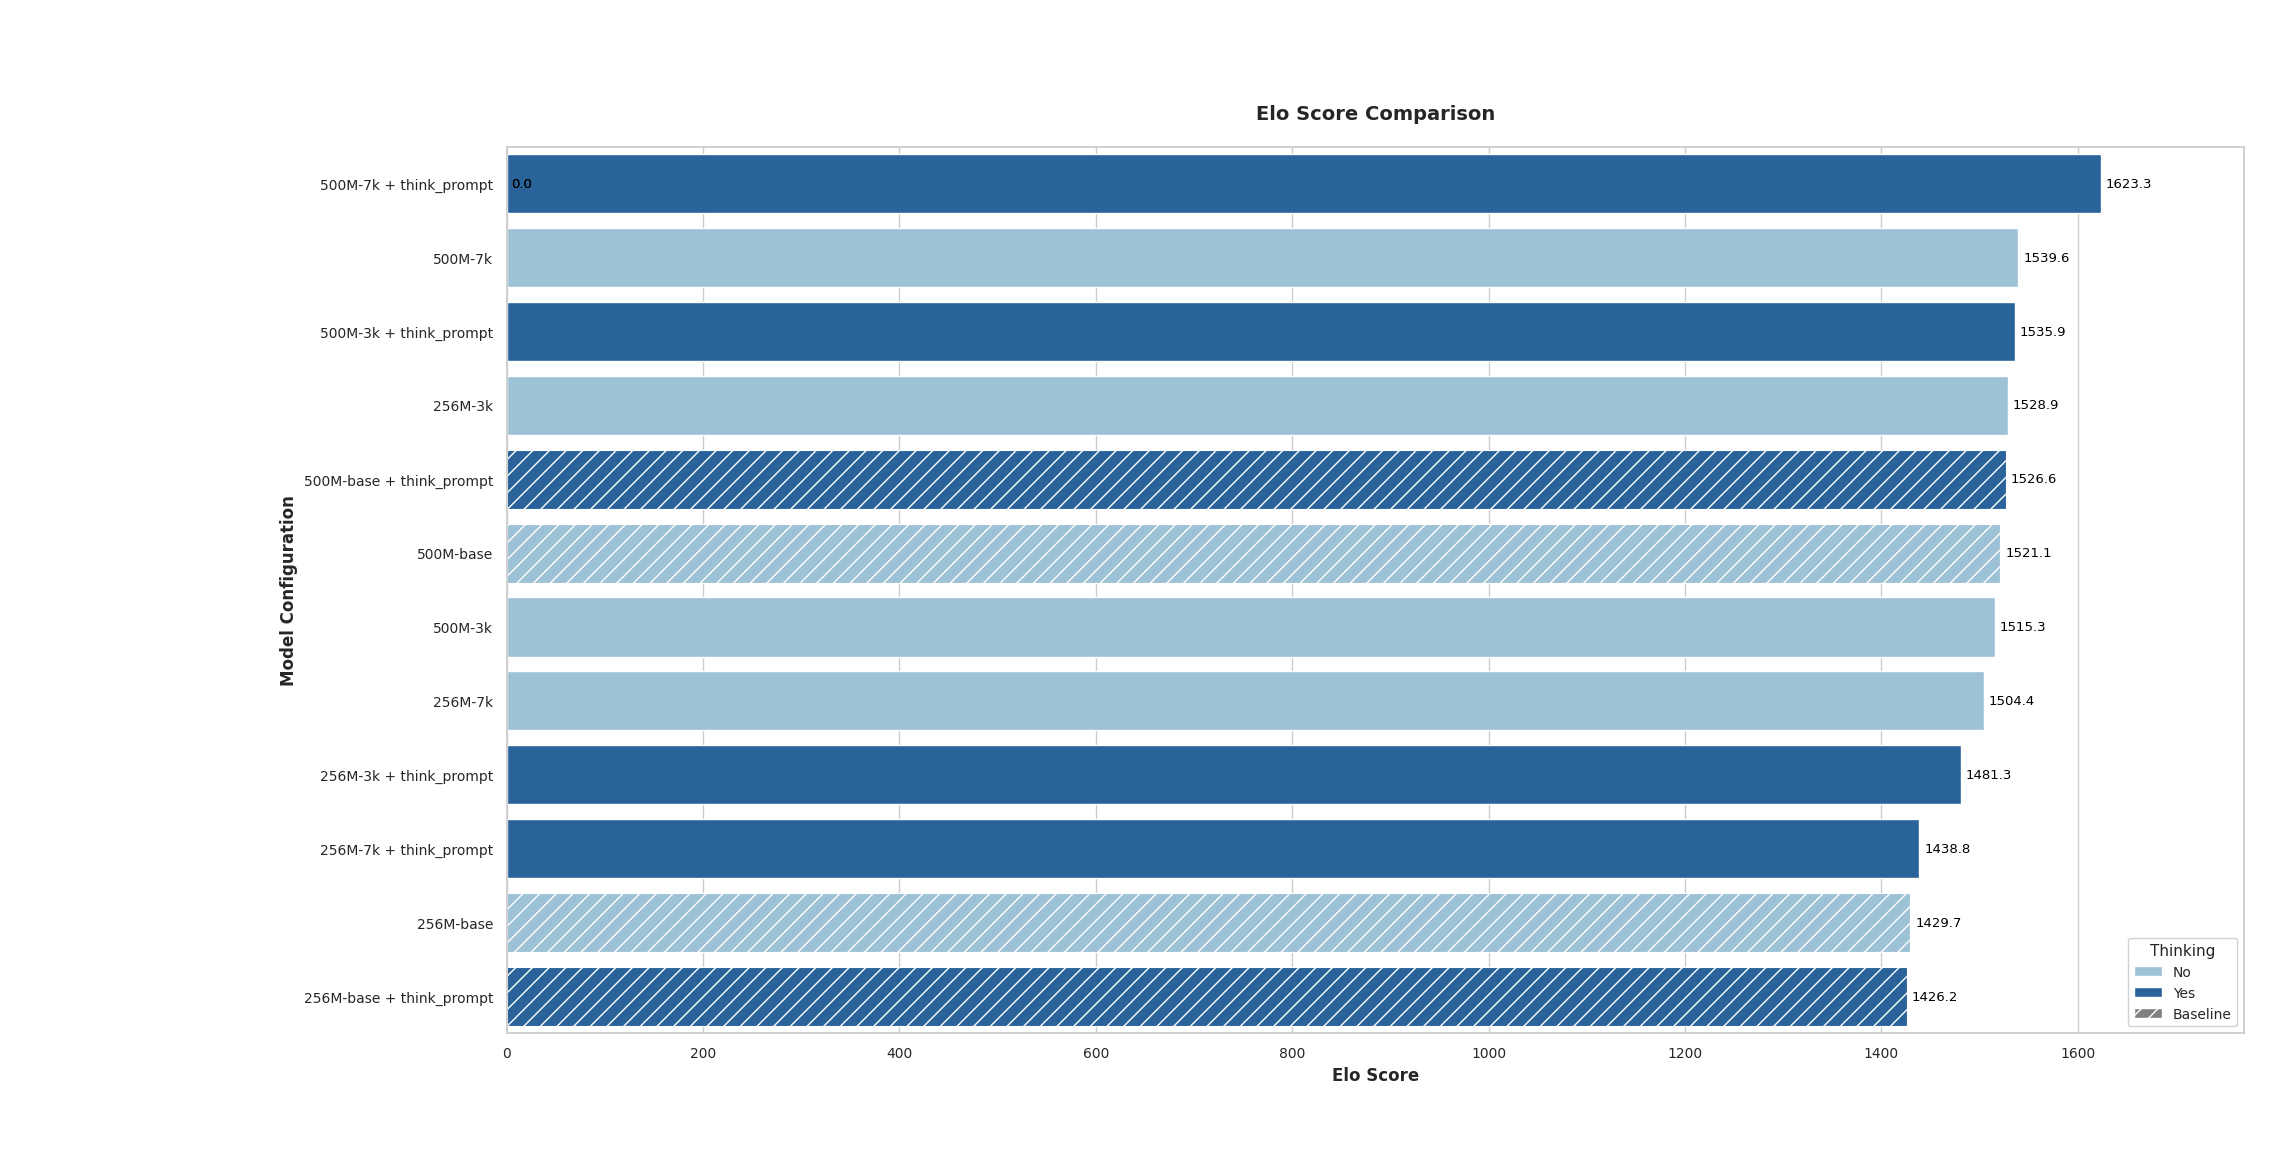 Elo Score Comparison
500M-7k + think_prompt
0.0
1623.3
500M-7k
1539.6
500M-3k + think_prompt
1535.9
256M-3k
1528.9
500M-base + think_prompt
1526.6
500M-base
1521.1
500M-3k
1515.3
256M-7k
1504.4
256M-3k + think_prompt
1481.3
256M-7k + think_prompt
1438.8
256M-base
1429.7
256M-base + think_prompt
1426.2
Model Configuration
Thinking
No
Yes
Baseline
0 200 400 600 800 1000 1200 1400 1600
Elo Score